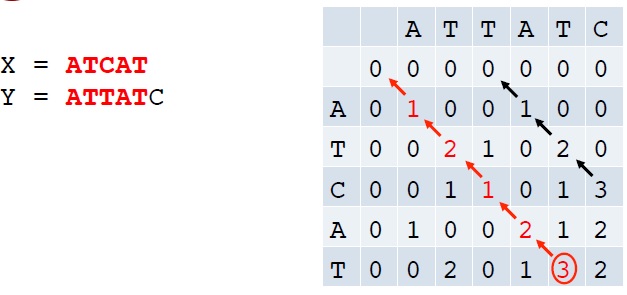 X = ATCAT
Y = ATTATC
A T T A T C
0 0 0 0 0 0 0
A 0 1 0 0 1 0 0
T 0 0 2 1 0 2 0
C 0 0 1 1 0 1 3
A 0 1 0 0 2 1 2
T 0 0 2 0 1 3 2